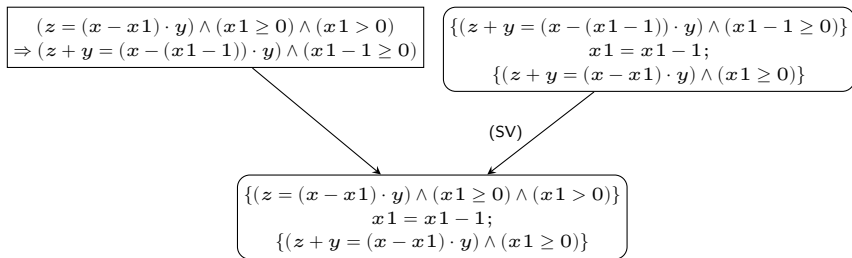 (z = (x − x1) · y) ∧ (x1 ≥ 0) ∧ (x1 > 0)
⇒ (z + y = (x − (x1 − 1)) · y) ∧ (x1 − 1 ≥ 0)
{(z + y = (x − (x1 − 1)) · y) ∧ (x1 − 1 ≥ 0)}
x1 = x1 − 1;
{(z + y = (x − x1) · y) ∧ (x1 ≥ 0)}
(SV)
{(z = (x − x1) · y) ∧ (x1 ≥ 0) ∧ (x1 > 0)}
x1 = x1 − 1;
{(z + y = (x − x1) · y) ∧ (x1 ≥ 0)}